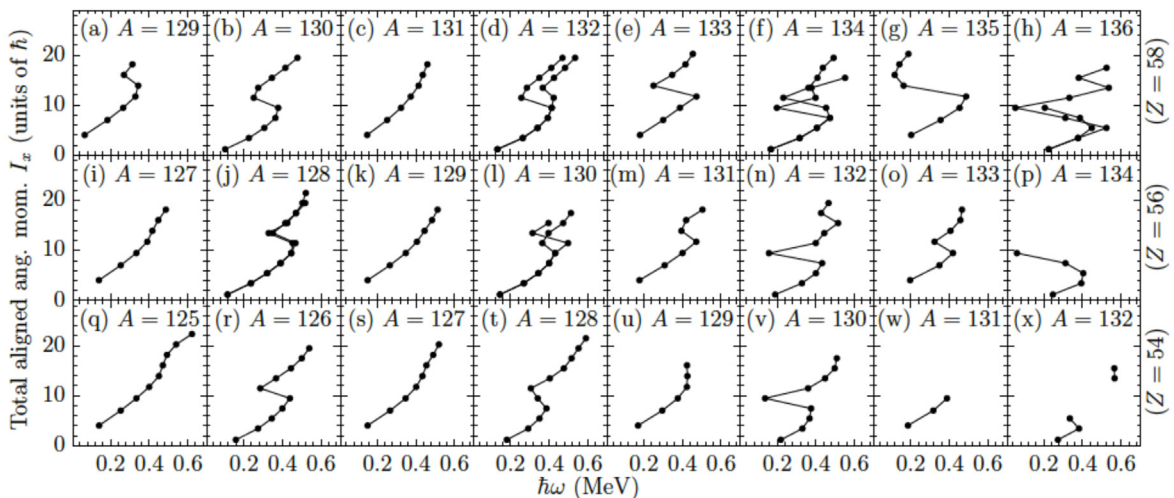 (a) A = 129 (b) A = 130 (c) A = 131 (d) A = 132 (e) A = 133 (f) A = 134 (g) A = 135 (h) A = 136
(Z = 58)
20
10
0
(i) A = 127 (j) A = 128 (k) A = 129 (l) A = 130 (m) A = 131 (n) A = 132 (o) A = 133 (p) A = 134
(Z = 56)
20
10
0
(q) A = 125 (r) A = 126 (s) A = 127 (t) A = 128 (u) A = 129 (v) A = 130 (w) A = 131 (x) A = 132
(Z = 54)
20
10
0
Total aligned ang. mom. Iₓ (units of ħ)
0.2 0.4 0.6 0.2 0.4 0.6 0.2 0.4 0.6 0.2 0.4 0.6 0.2 0.4 0.6 0.2 0.4 0.6 0.2 0.4 0.6 0.2 0.4 0.6
ħω (MeV)